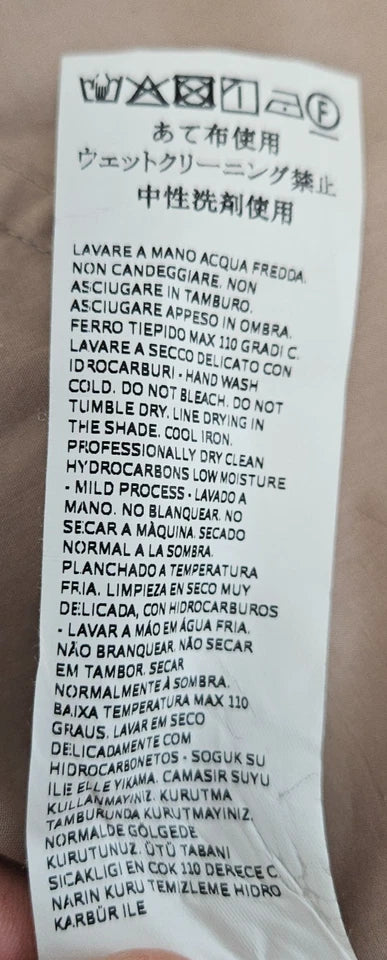 F
あて布使用
ウェットクリーニング禁止
中性洗剤使用
LAVARE A MANO ACQUA FREDDA.
NON CANDEGGIARE. NON
ASCIUGARE IN TAMBURO.
ASCIUGARE APPESO IN OMBRA.
FERRO TIEPIDO MAX 110 GRADI C.
LAVARE A SECCO DELICATO CON
IDROCARBURI - HAND WASH
COLD. DO NOT BLEACH. DO NOT
TUMBLE DRY. LINE DRYING IN
THE SHADE. COOL IRON.
PROFESSIONALLY DRY CLEAN
HYDROCARBONS LOW MOISTURE
- MILD PROCESS - LAVADO A
MANO. NO BLANQUEAR. NO
SECAR A MÀQUINA. SECADO
NORMAL A LA SOMBRA.
PLANCHADO A TEMPERATURA
FRIA. LIMPIEZA EN SECO MUY
DELICADA, CON HIDROCARBUROS
- LAVAR A MÁO EM ÁGUA FRIA.
NÃO BRANQUEAR. NÃO SECAR
EM TAMBOR. SECAR
NORMALMENTE À SOMBRA.
BAIXA TEMPERATURA MAX 110
GRAUS. LAVAR EM SECO
DELICADAMENTE COM
HIDROCARBONETOS - SOGUK SU
ILE ELLE YIKAMA. CAMASIR SUYU
KULLANMAYINIZ. KURUTMA
TAMBURUNDA KURUTMAYINIZ.
NORMALDE GÖLGEDE
KURUTUNUZ. ÜTÜ TABANI
SICAKLIGI EN COK 110 DERECE C.
NARIN KURU TEMIZLEME HIDRO
KARBÜR ILE